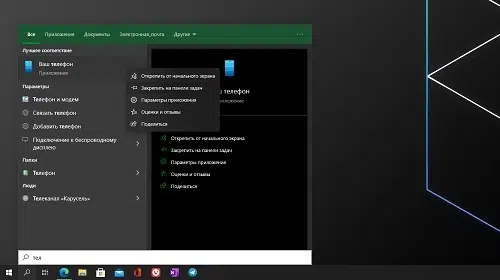 Все Приложения Документы Электронная_почта Другие
Лучшее соответствие
Ваш телефон
Приложение
Параметры
Телефон и модем
Связать телефон
Добавить телефон
Подключение к беспроводному
дисплею
Папки
Телефон
Люди
Телеканал «Карусель»
Открепить от начального экрана
Закрепить на панели задач
Параметры приложения
Оценки и отзывы
Поделиться
телефон
Открепить от начального экрана
Закрепить на панели задач
Параметры приложения
Оценки и отзывы
Поделиться
тел